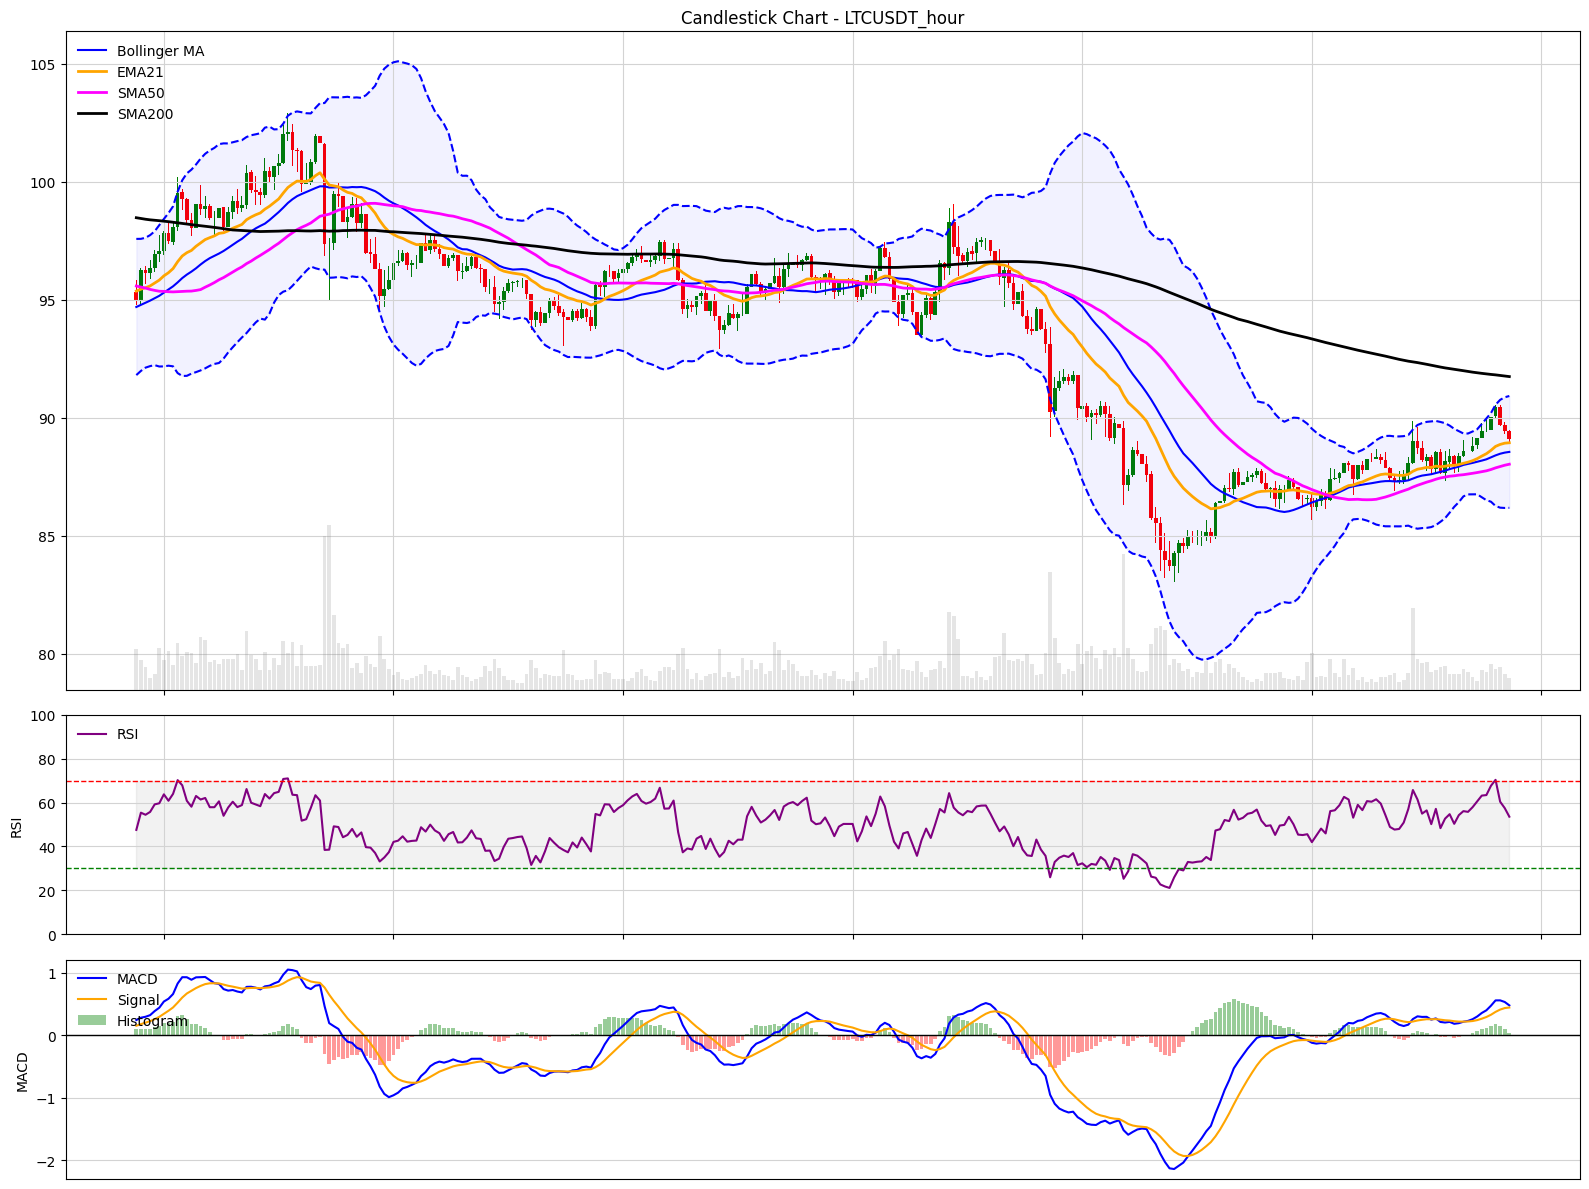 Candlestick Chart - LTCUSDT_hour
Bollinger MA
EMA21
SMA50
SMA200
105
100
95
90
85
80
RSI
100
80
60
40
20
0
RSI
MACD
Signal
Histogram
1
0
−1
−2
MACD